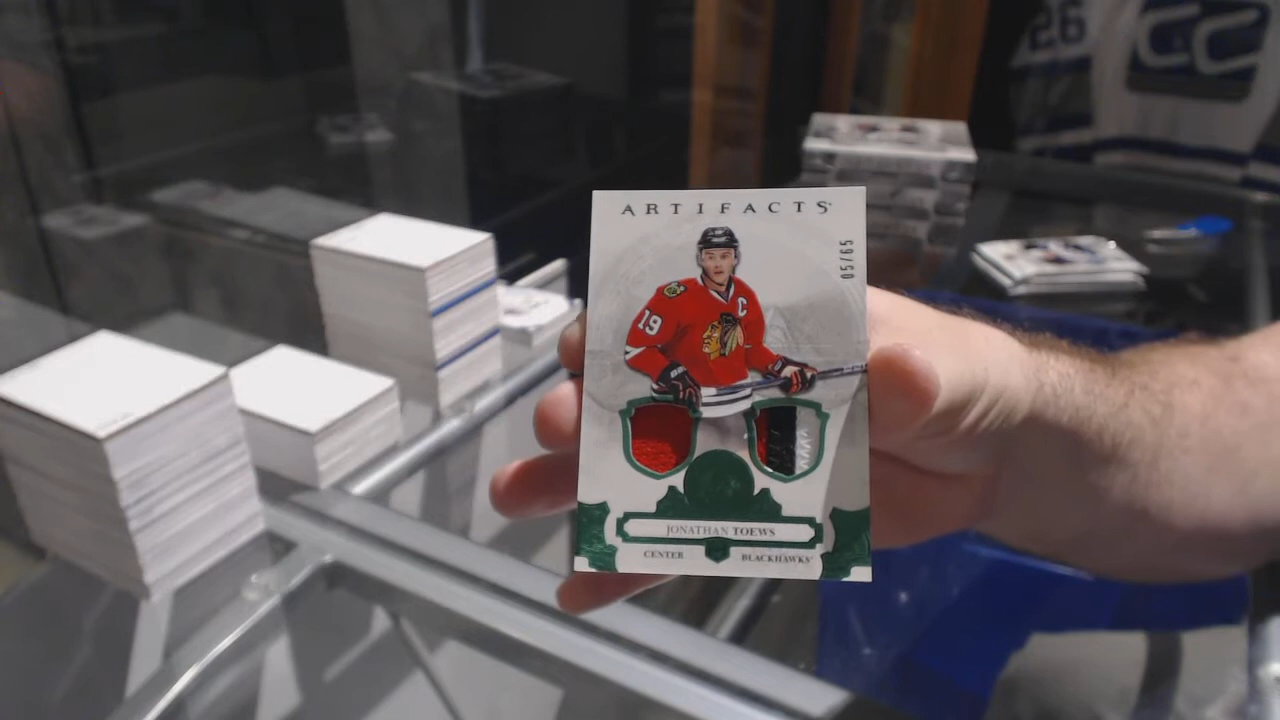 ARTIFACTS
05/65
C
19
JONATHAN TOEWS
CENTER BLACKHAWKS
26